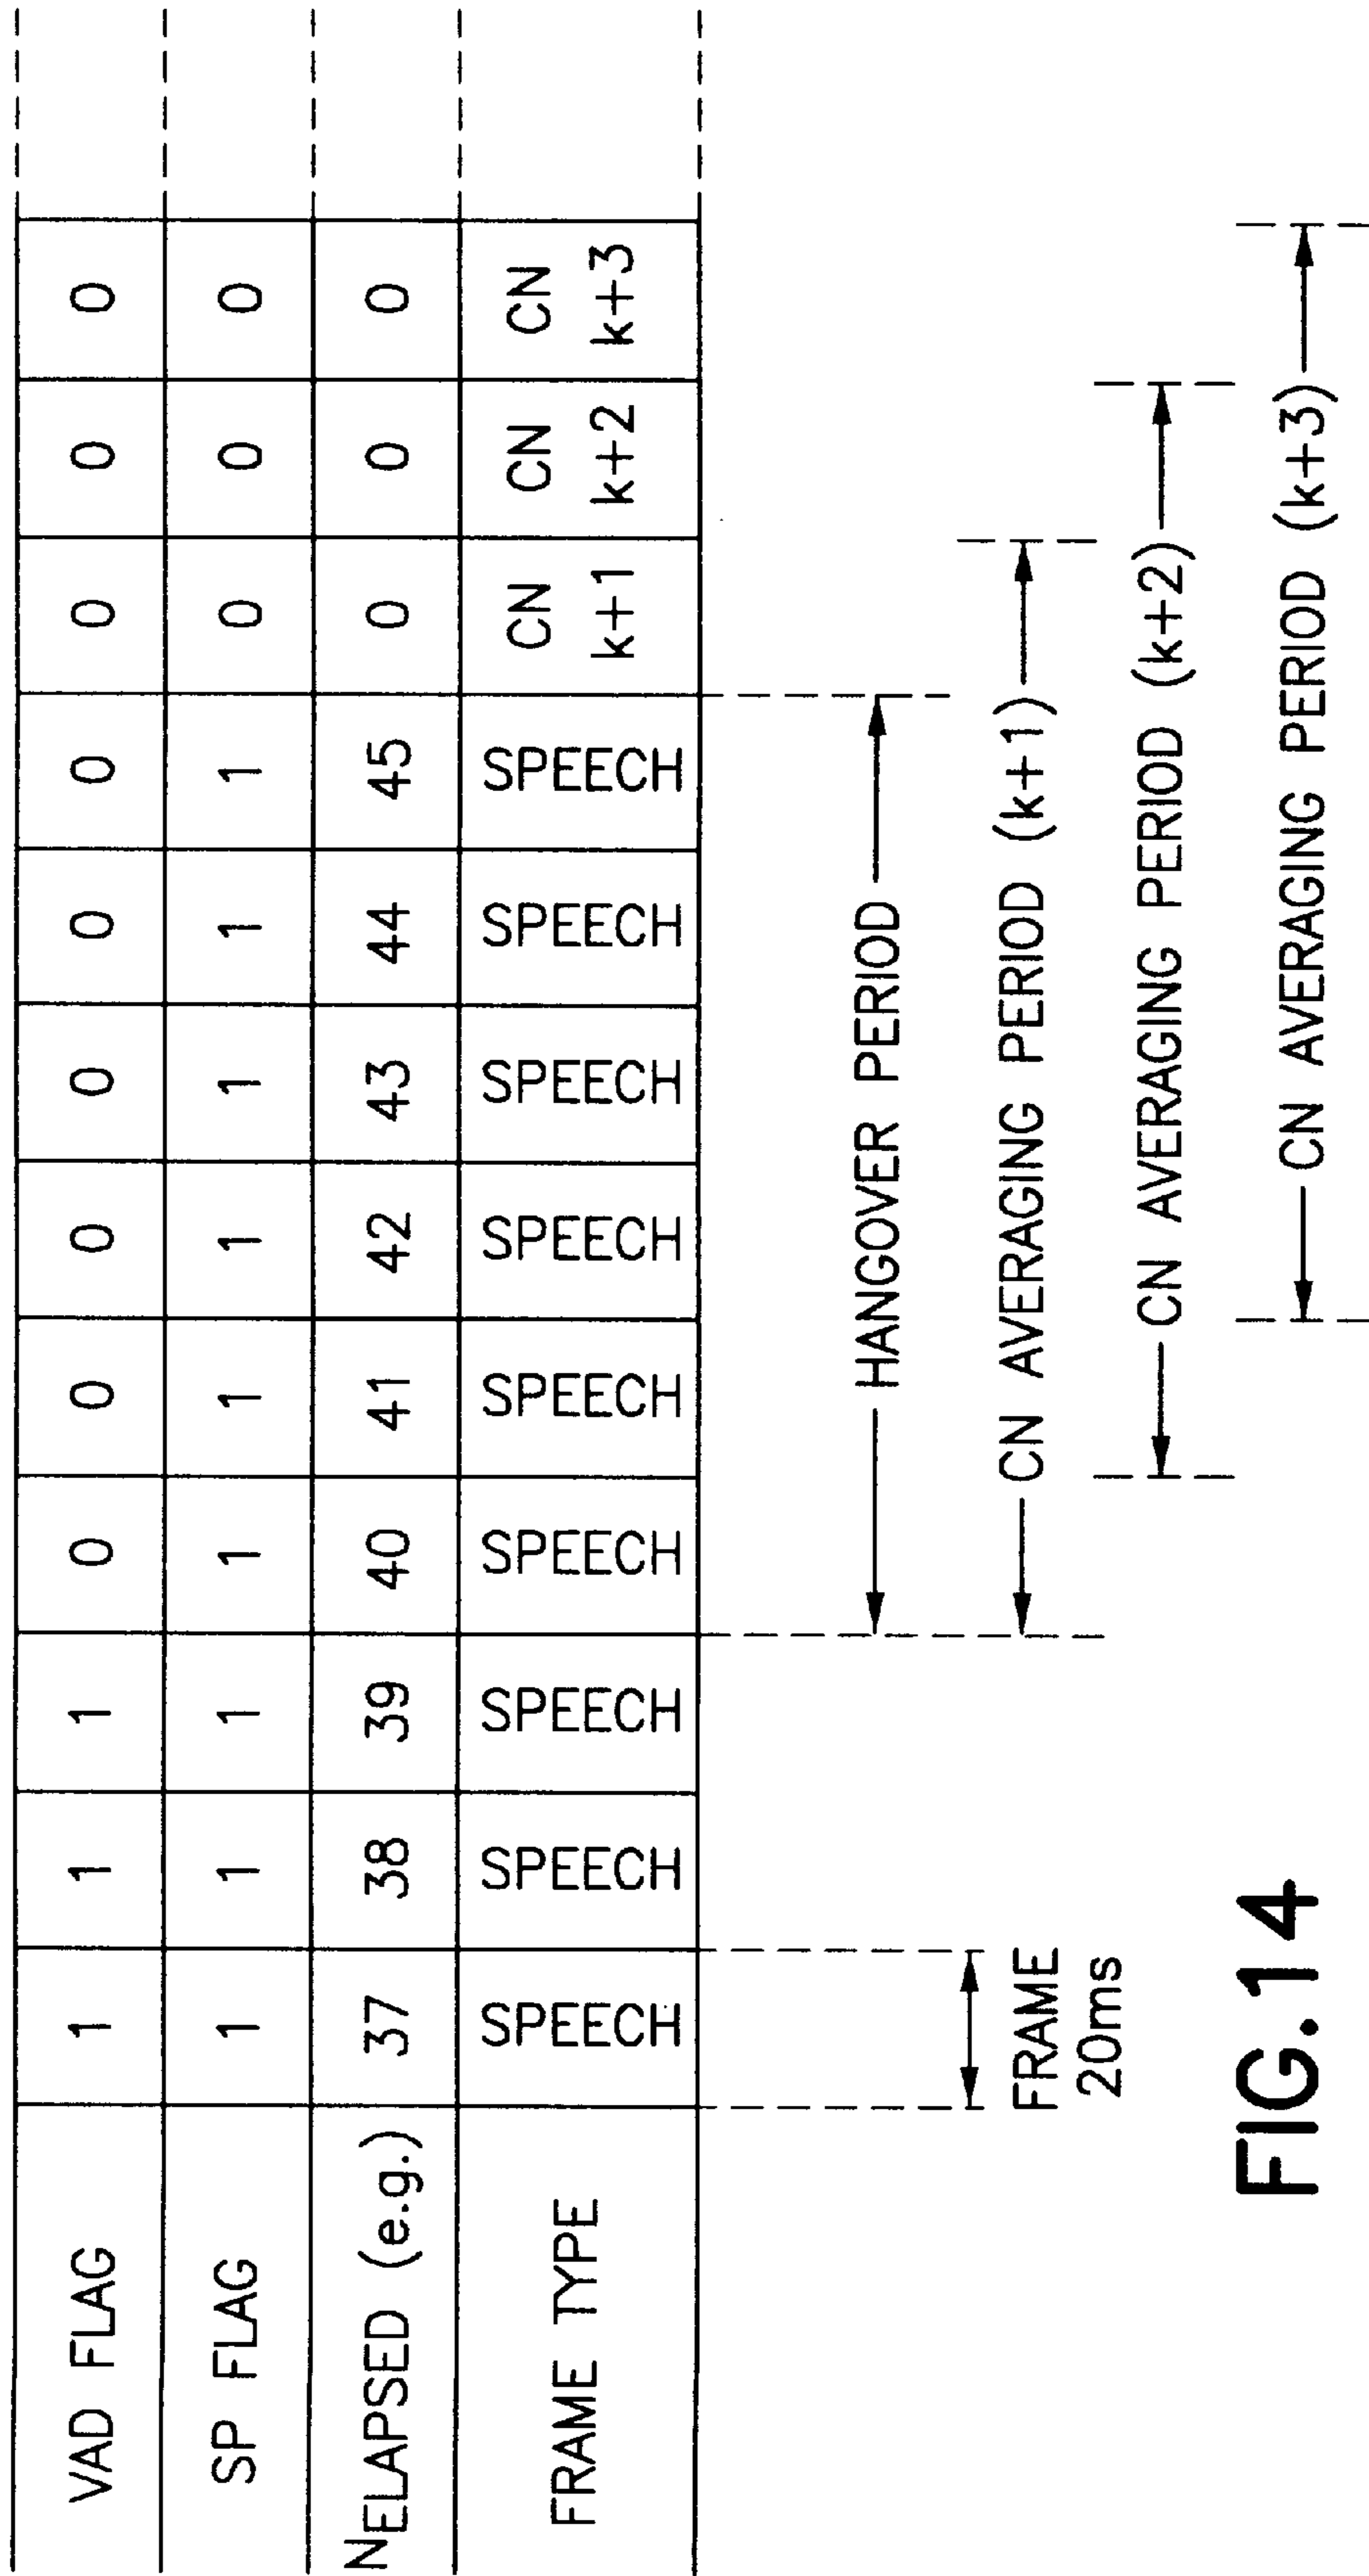 VAD FLAG 1 1 1 0 0 0 0 0 0 0 0 0
SP FLAG 1 1 1 1 1 1 1 1 1 0 0 0
NELAPSED (e.g.) 37 38 39 40 41 42 43 44 45 0 0 0
FRAME TYPE SPEECH SPEECH SPEECH SPEECH SPEECH SPEECH SPEECH SPEECH SPEECH CN k+1 CN k+2 CN k+3
HANGOVER PERIOD
FRAME
20ms
CN AVERAGING PERIOD (k+1)
CN AVERAGING PERIOD (k+2)
CN AVERAGING PERIOD (k+3)
FIG.14